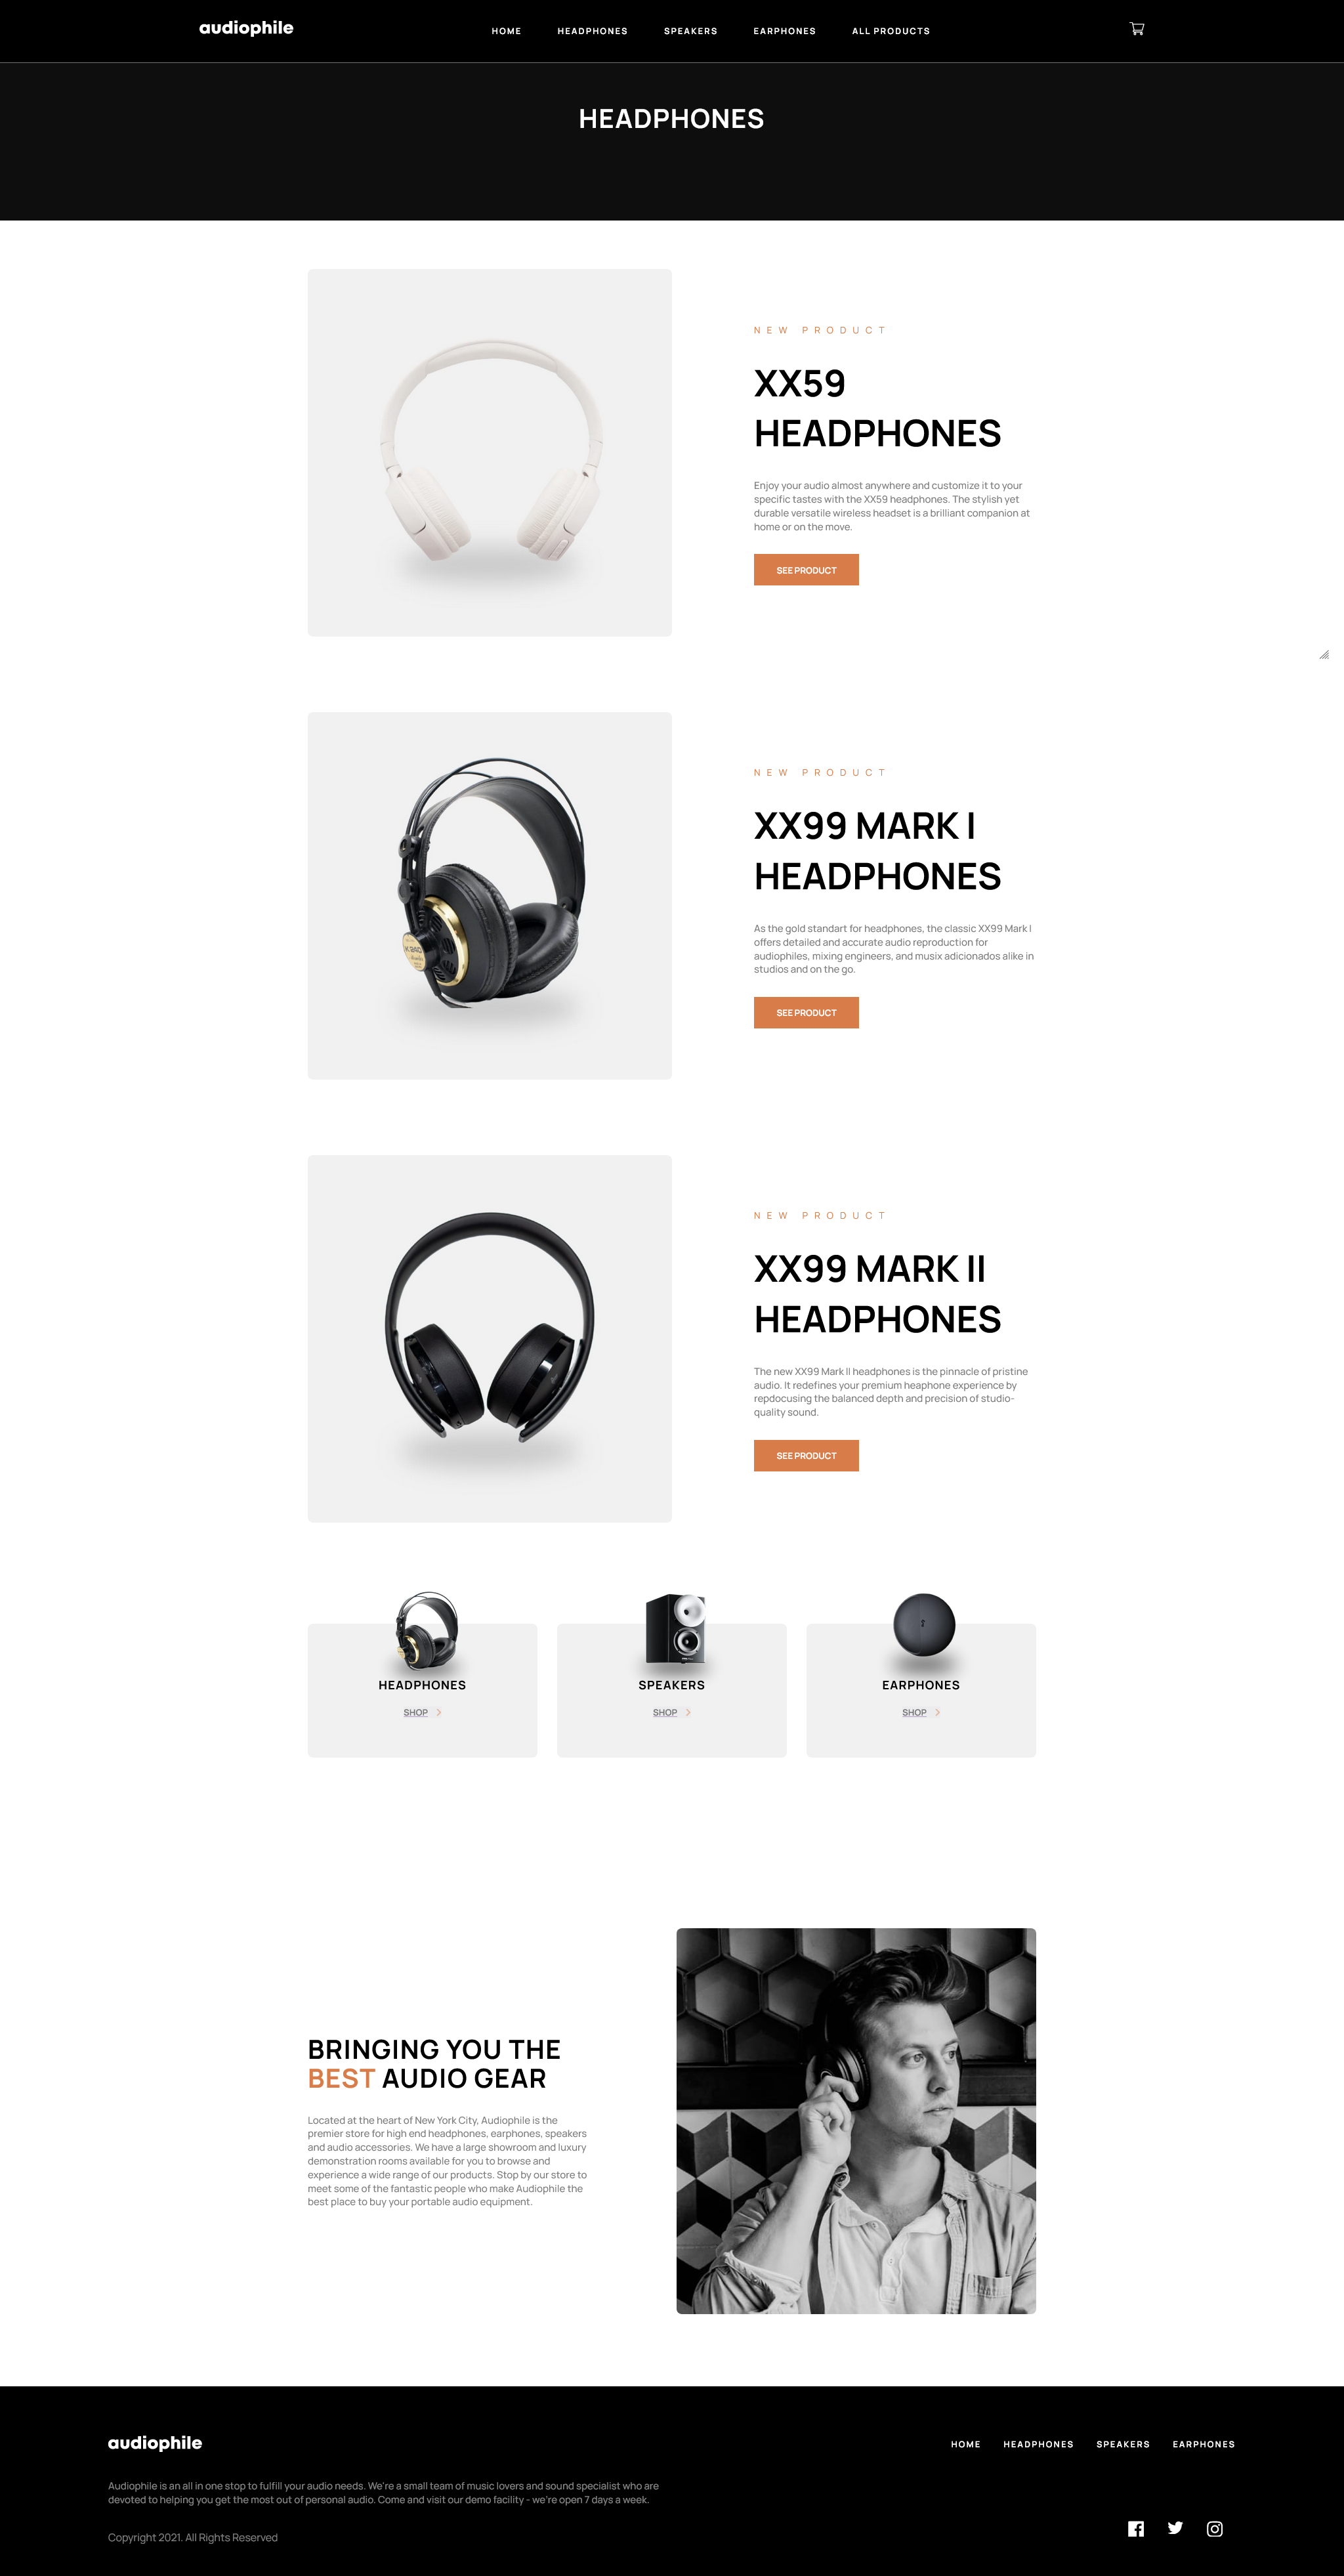 audiophile
HOME HEADPHONES SPEAKERS EARPHONES ALL PRODUCTS
HEADPHONES
NEW PRODUCT
XX59
HEADPHONES
Enjoy your audio almost anywhere and customize it to your
specific tastes with the XX59 headphones. The stylish yet
durable versatile wireless headset is a brilliant companion at
home or on the move.
SEE PRODUCT
NEW PRODUCT
XX99 MARK I
HEADPHONES
As the gold standart for headphones, the classic XX99 Mark I
offers detailed and accurate audio reproduction for
audiophiles, mixing engineers, and musix adicionados alike in
studios and on the go.
SEE PRODUCT
NEW PRODUCT
XX99 MARK II
HEADPHONES
The new XX99 Mark II headphones is the pinnacle of pristine
audio. It redefines your premium heaphone experience by
repdocusing the balanced depth and precision of studio-
quality sound.
SEE PRODUCT
HEADPHONES
SHOP
SPEAKERS
SHOP
EARPHONES
SHOP
BRINGING YOU THE
BEST AUDIO GEAR
Located at the heart of New York City, Audiophile is the
premier store for high end headphones, earphones, speakers
and audio accessories. We have a large showroom and luxury
demonstration rooms available for you to browse and
experience a wide range of our products. Stop by our store to
meet some of the fantastic people who make Audiophile the
best place to buy your portable audio equipment.
audiophile
HOME HEADPHONES SPEAKERS EARPHONES
Audiophile is an all in one stop to fulfill your audio needs. We're a small team of music lovers and sound specialist who are
devoted to helping you get the most out of personal audio. Come and visit our demo facility - we're open 7 days a week.
Copyright 2021. All Rights Reserved